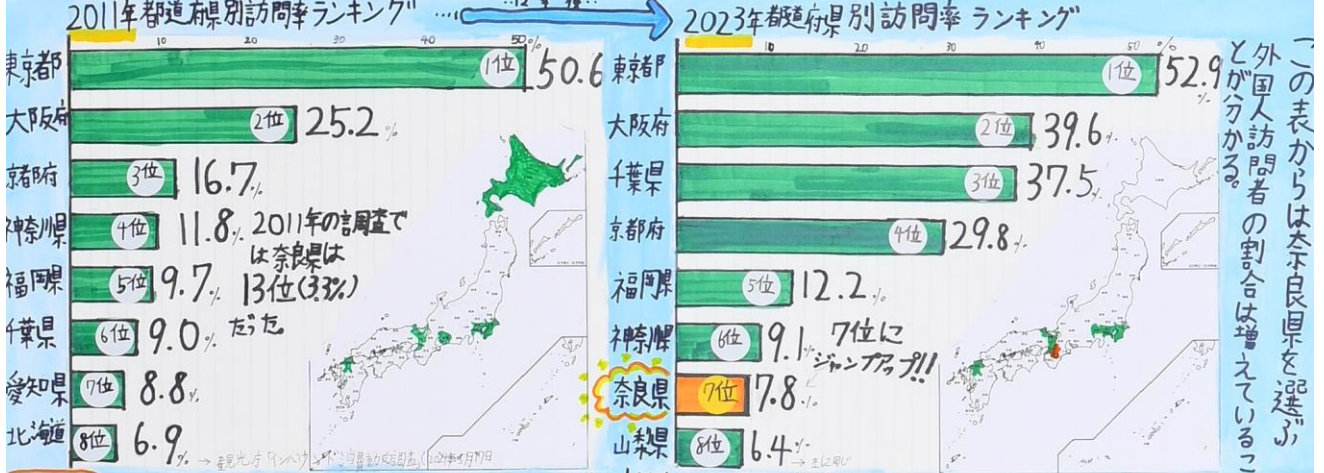 2011年都道府県別訪問率ランキング
10 20 30 40 50%
東京都 1位 50.6
大阪府 2位 25.2%
京都府 3位 16.7%
神奈川県 4位 11.8%
福岡県 5位 9.7%
千葉県 6位 9.0%
愛知県 7位 8.8%
北海道 8位 6.9%
2011年の調査で
は奈良県は
13位(3.3%)
だった。
2023年都道府県別訪問率ランキング
10 20 30 40 50%
東京都 1位 52.9%
大阪府 2位 39.6%
千葉県 3位 37.5%
京都府 4位 29.8%
福岡県 5位 12.2%
神奈川県 6位 9.1%
奈良県 7位 7.8%
山梨県 8位 6.4%
7位に
ジャンプアップ!!
この表からは奈良県を選ぶ
外国人訪問者の割合は増えているこ
とが分かる。